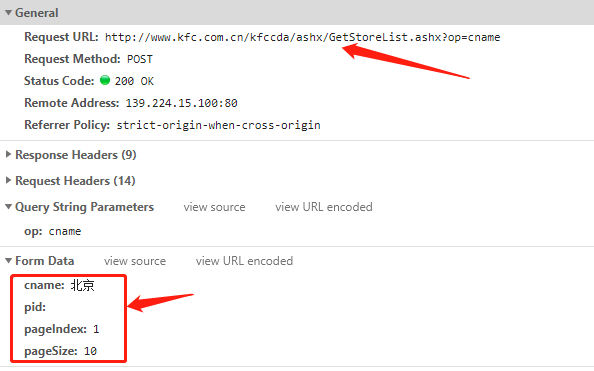 General
Request URL: http://www.kfc.com.cn/kfccda/ashx/GetStoreList.ashx?op=cname
Request Method: POST
Status Code: 200 OK
Remote Address: 139.224.15.100:80
Referrer Policy: strict-origin-when-cross-origin
Response Headers (9)
Request Headers (14)
Query String Parameters view source view URL encoded
op: cname
Form Data view source view URL encoded
cname: 北京
pid:
pageIndex: 1
pageSize: 10